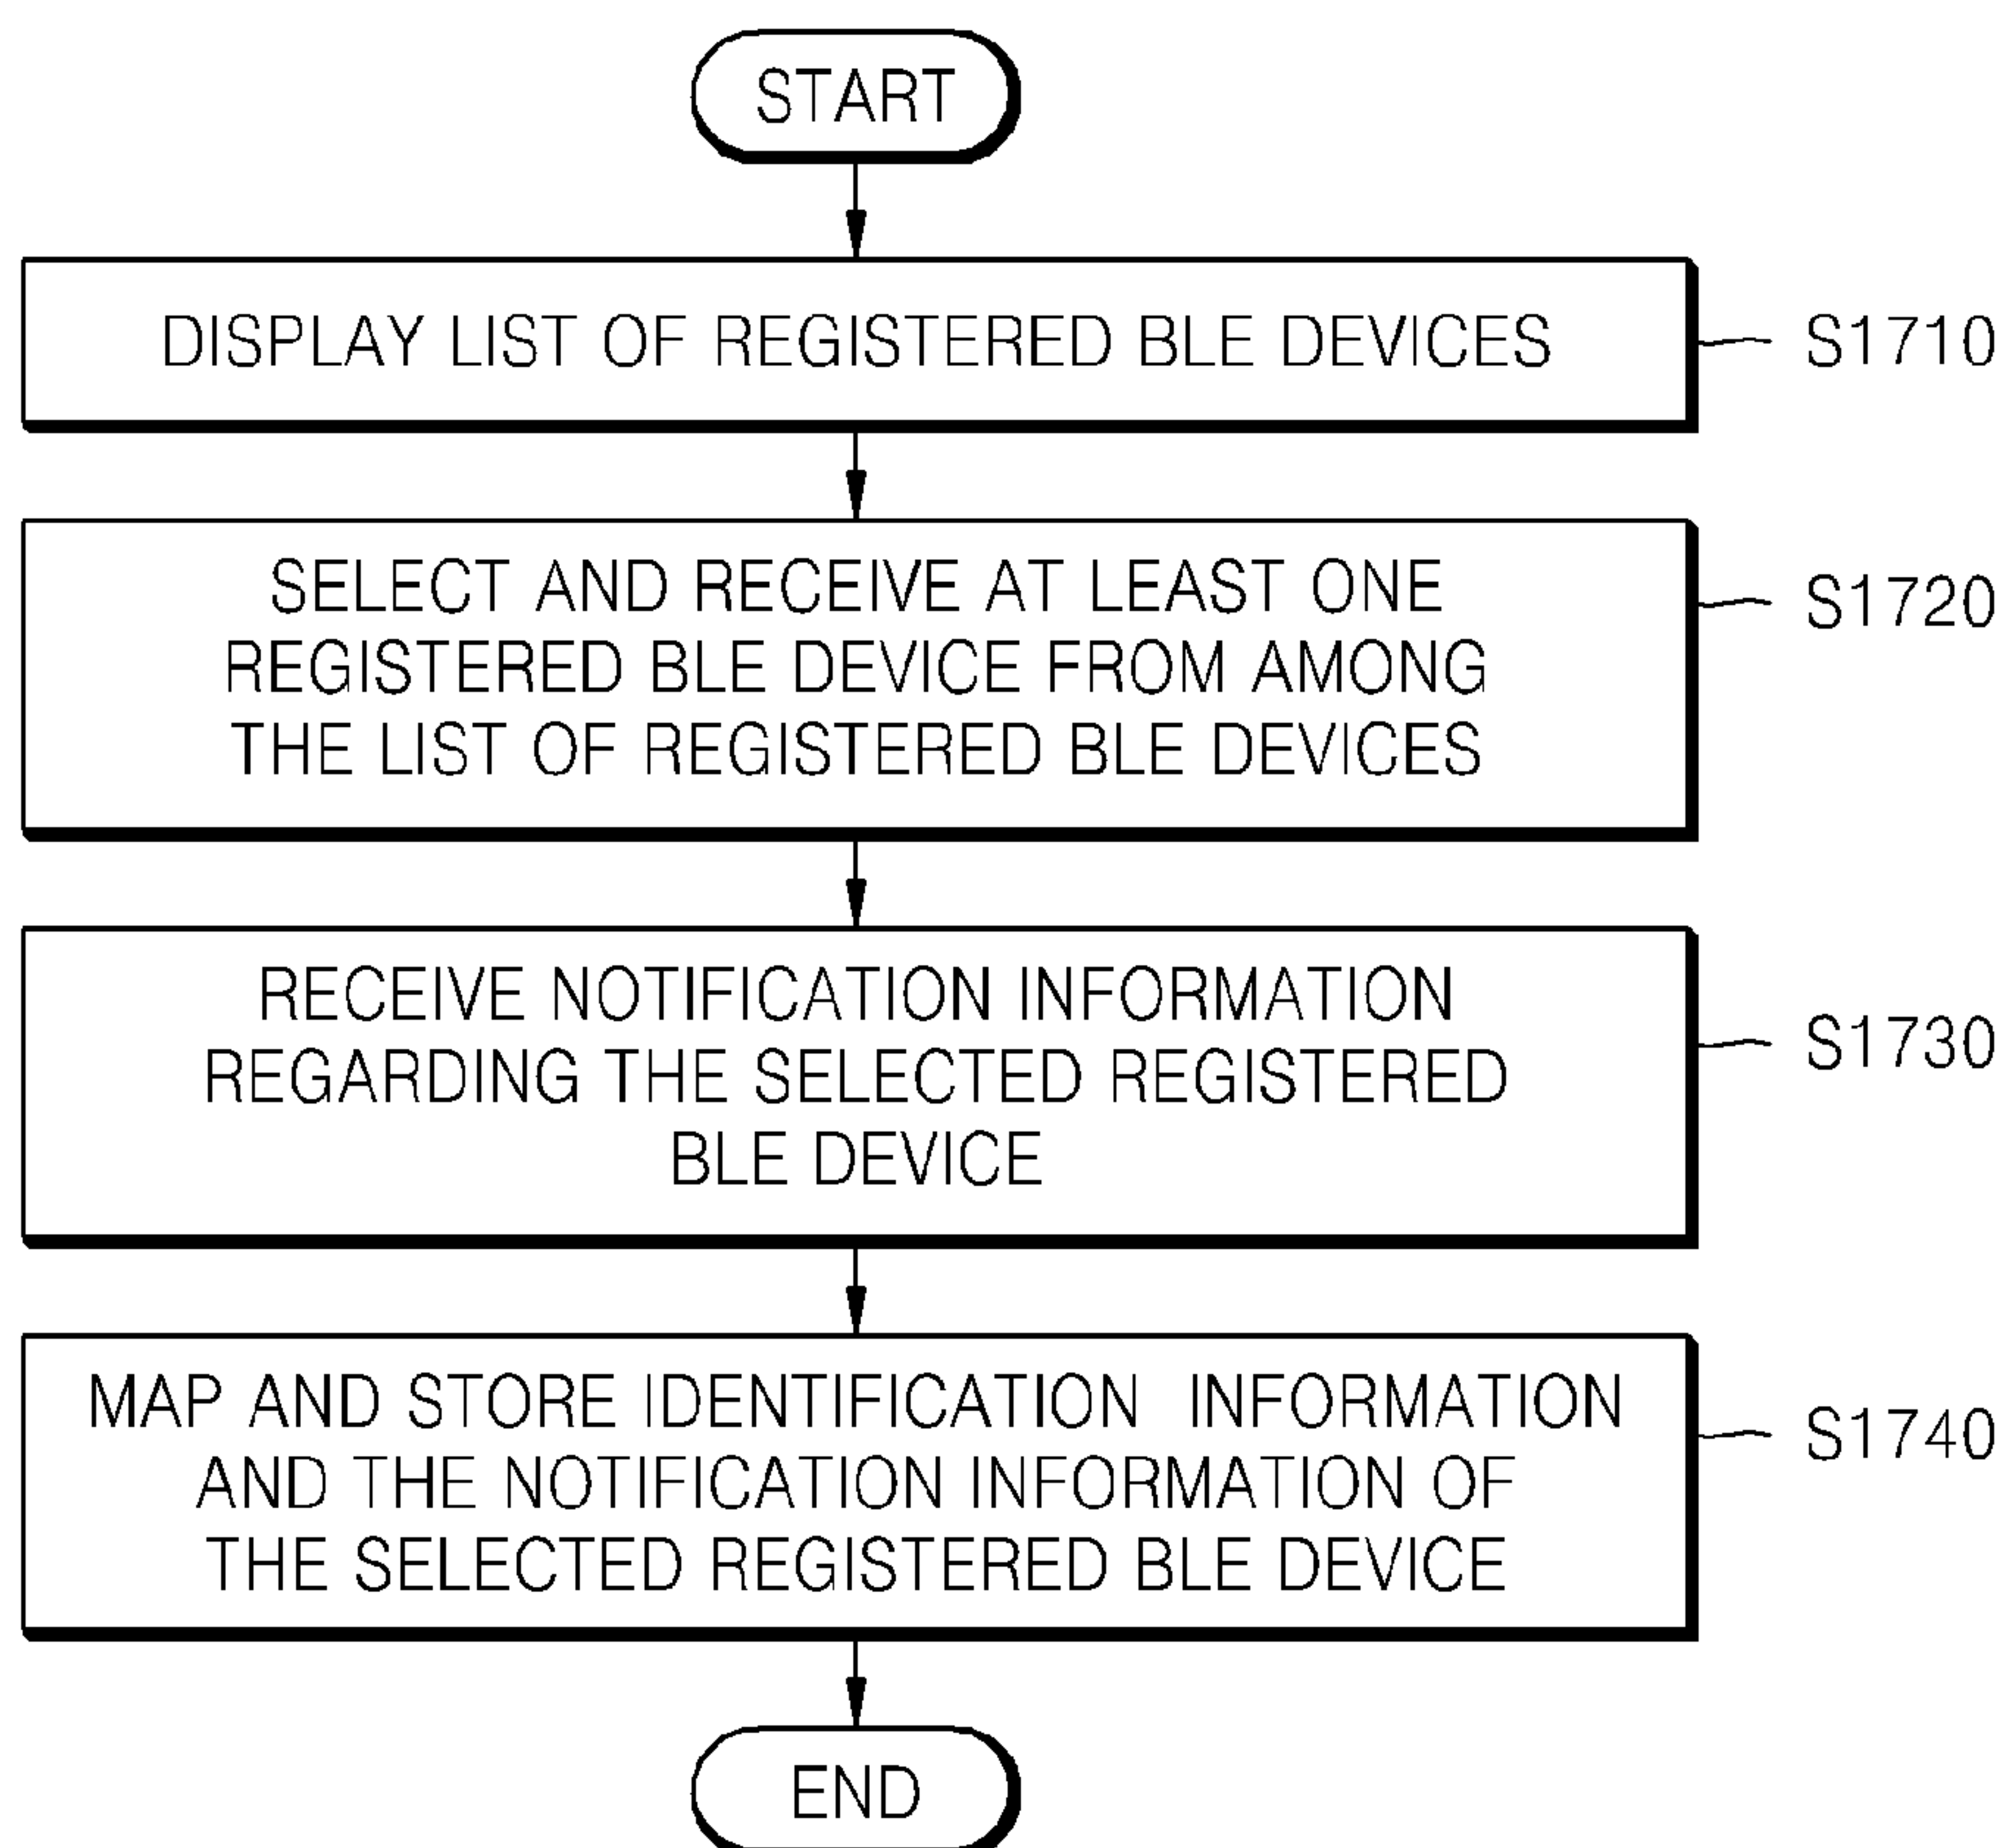 START
DISPLAY LIST OF REGISTERED BLE DEVICES
S1710
SELECT AND RECEIVE AT LEAST ONE
REGISTERED BLE DEVICE FROM AMONG
THE LIST OF REGISTERED BLE DEVICES
S1720
RECEIVE NOTIFICATION INFORMATION
REGARDING THE SELECTED REGISTERED
BLE DEVICE
S1730
MAP AND STORE IDENTIFICATION INFORMATION
AND THE NOTIFICATION INFORMATION OF
THE SELECTED REGISTERED BLE DEVICE
S1740
END